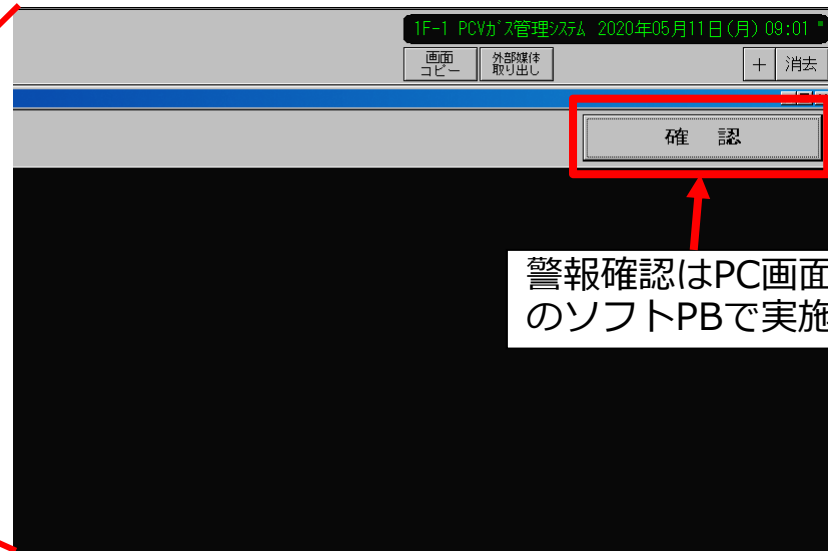 1F-1 PCVガス管理システム 2020年05月11日(月) 09:01
画面
コピー
外部媒体
取り出し
＋
消去
確 認
警報確認はPC画面
のソフトPBで実施